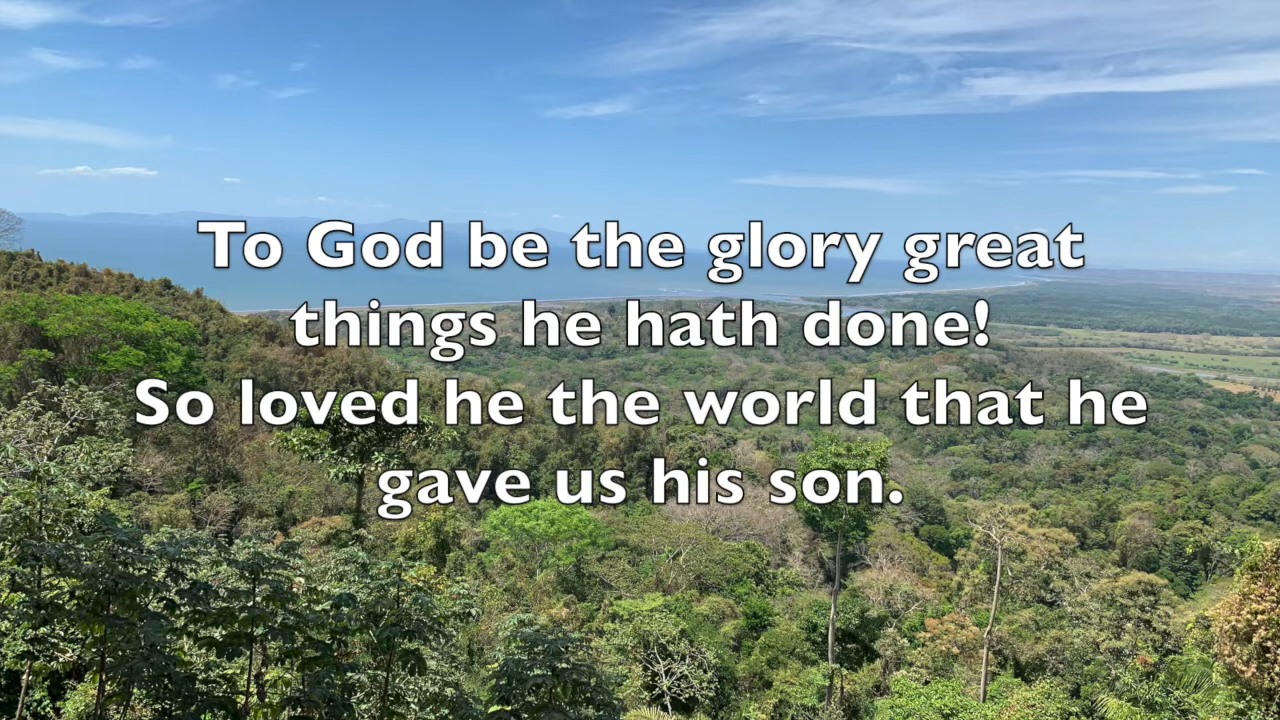 To God be the glory great
things he hath done!
So loved he the world that he
gave us his son.